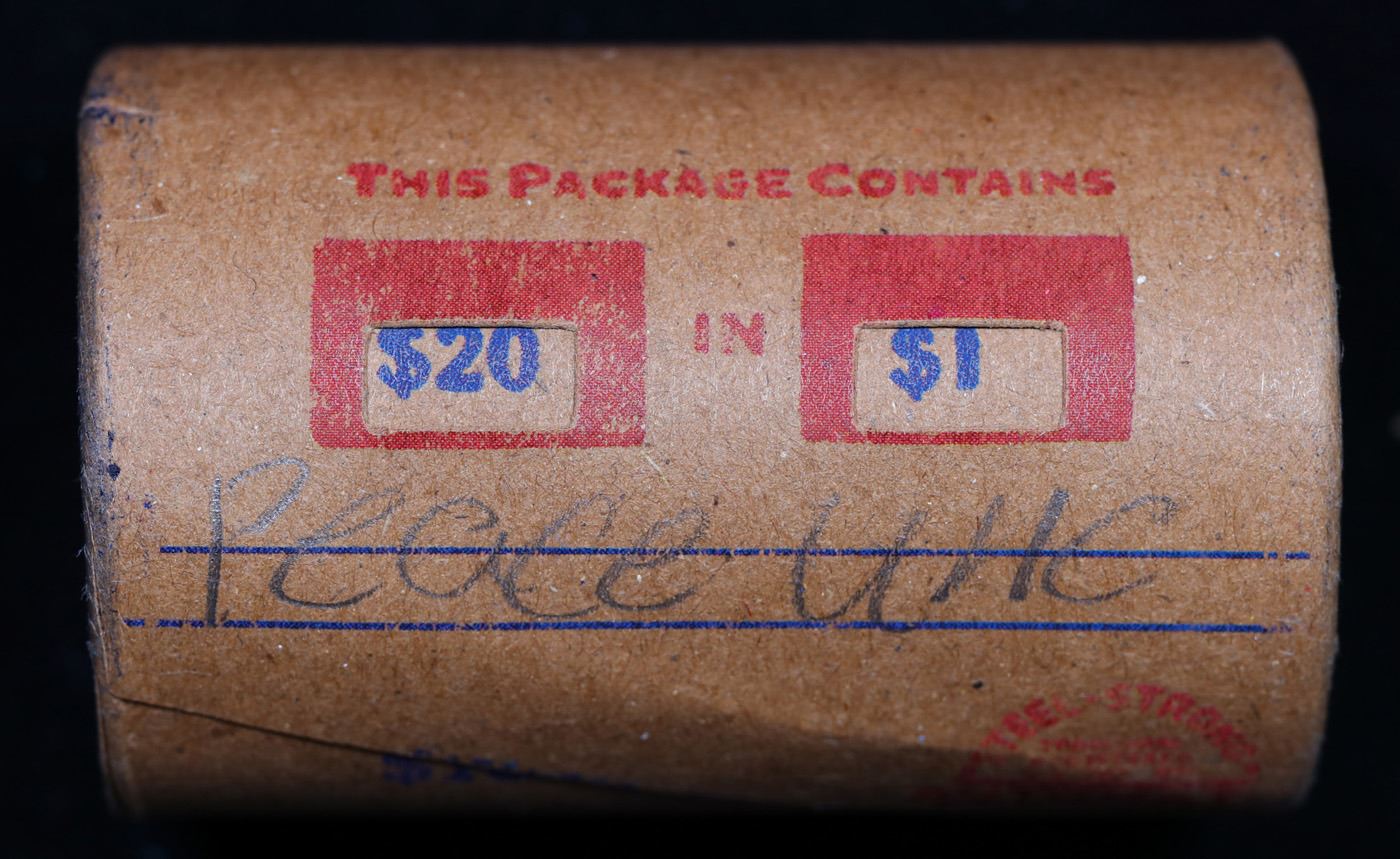 THIS PACKAGE CONTAINS
$20 IN $1
Peace UNC